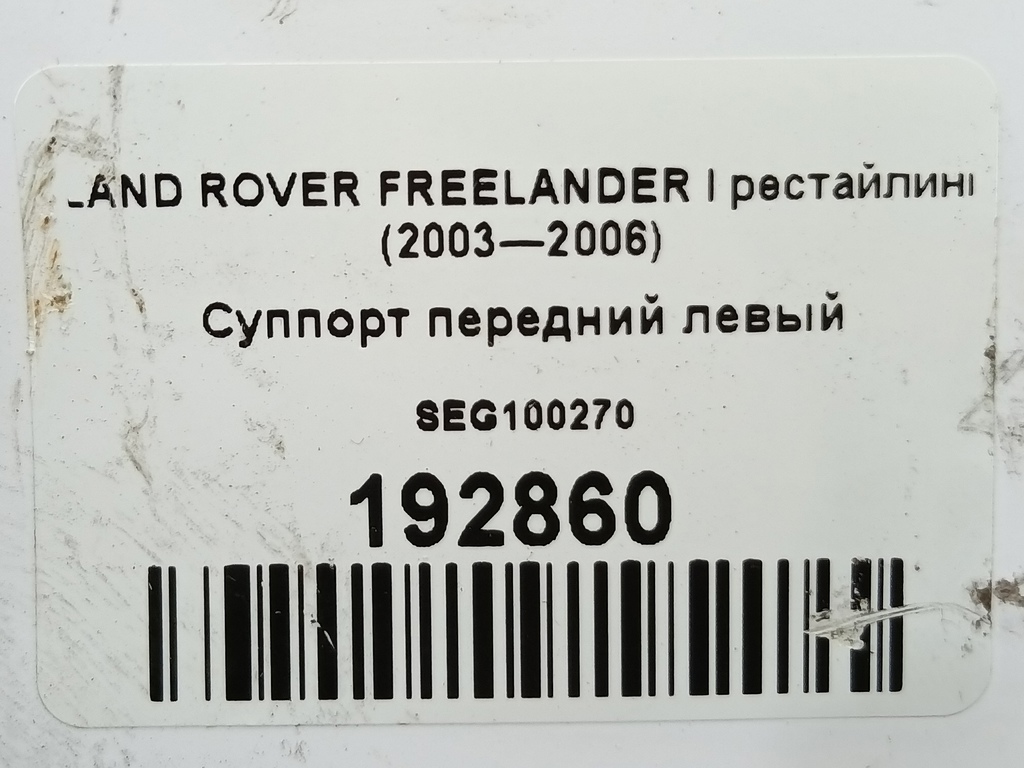 LAND ROVER FREELANDER I рестайлинг
(2003—2006)
Суппорт передний левый
SEG100270
192860